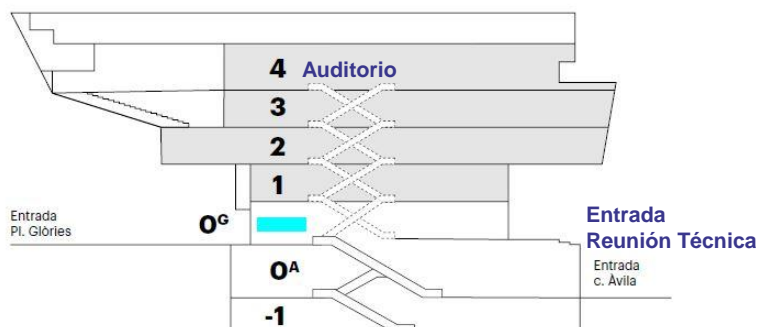 4 Auditorio
3
2
1
Entrada
Pl. Glòries
0G
Entrada
Reunión Técnica
0A
Entrada
c. Àvila
-1